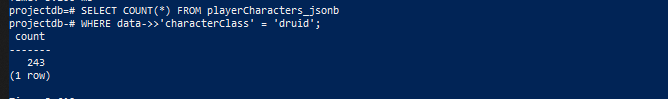 projectdb=# SELECT COUNT(*) FROM playerCharacters_jsonb
projectdb-# WHERE data->>'characterClass' = 'druid';
count
-------
243
(1 row)